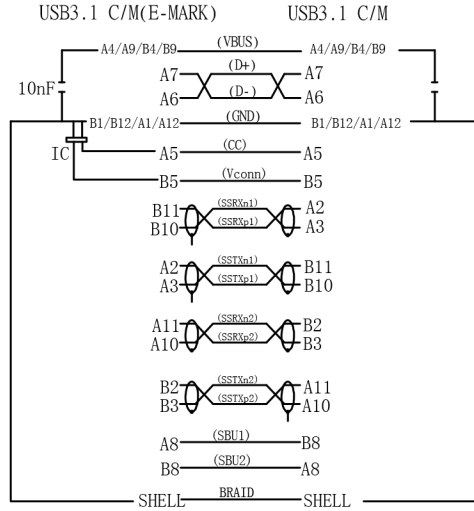 USB3.1 C/M(E-MARK) USB3.1 C/M
A4/A9/B4/B9 (VBUS) A4/A9/B4/B9
A7 (D+) A7
10nF
A6 (D-) A6
B1/B12/A1/A12 (GND) B1/B12/A1/A12
IC
A5 (CC) A5
B5 (Vconn) B5
B11 (SSRXn1) A2
B10 (SSRXp1) A3
A2 (SSTXn1) B11
A3 (SSTXp1) B10
A11 (SSRXn2) B2
A10 (SSRXp2) B3
B2 (SSTXn2) A11
B3 (SSTXp2) A10
A8 (SBU1) B8
B8 (SBU2) A8
SHELL BRAID SHELL